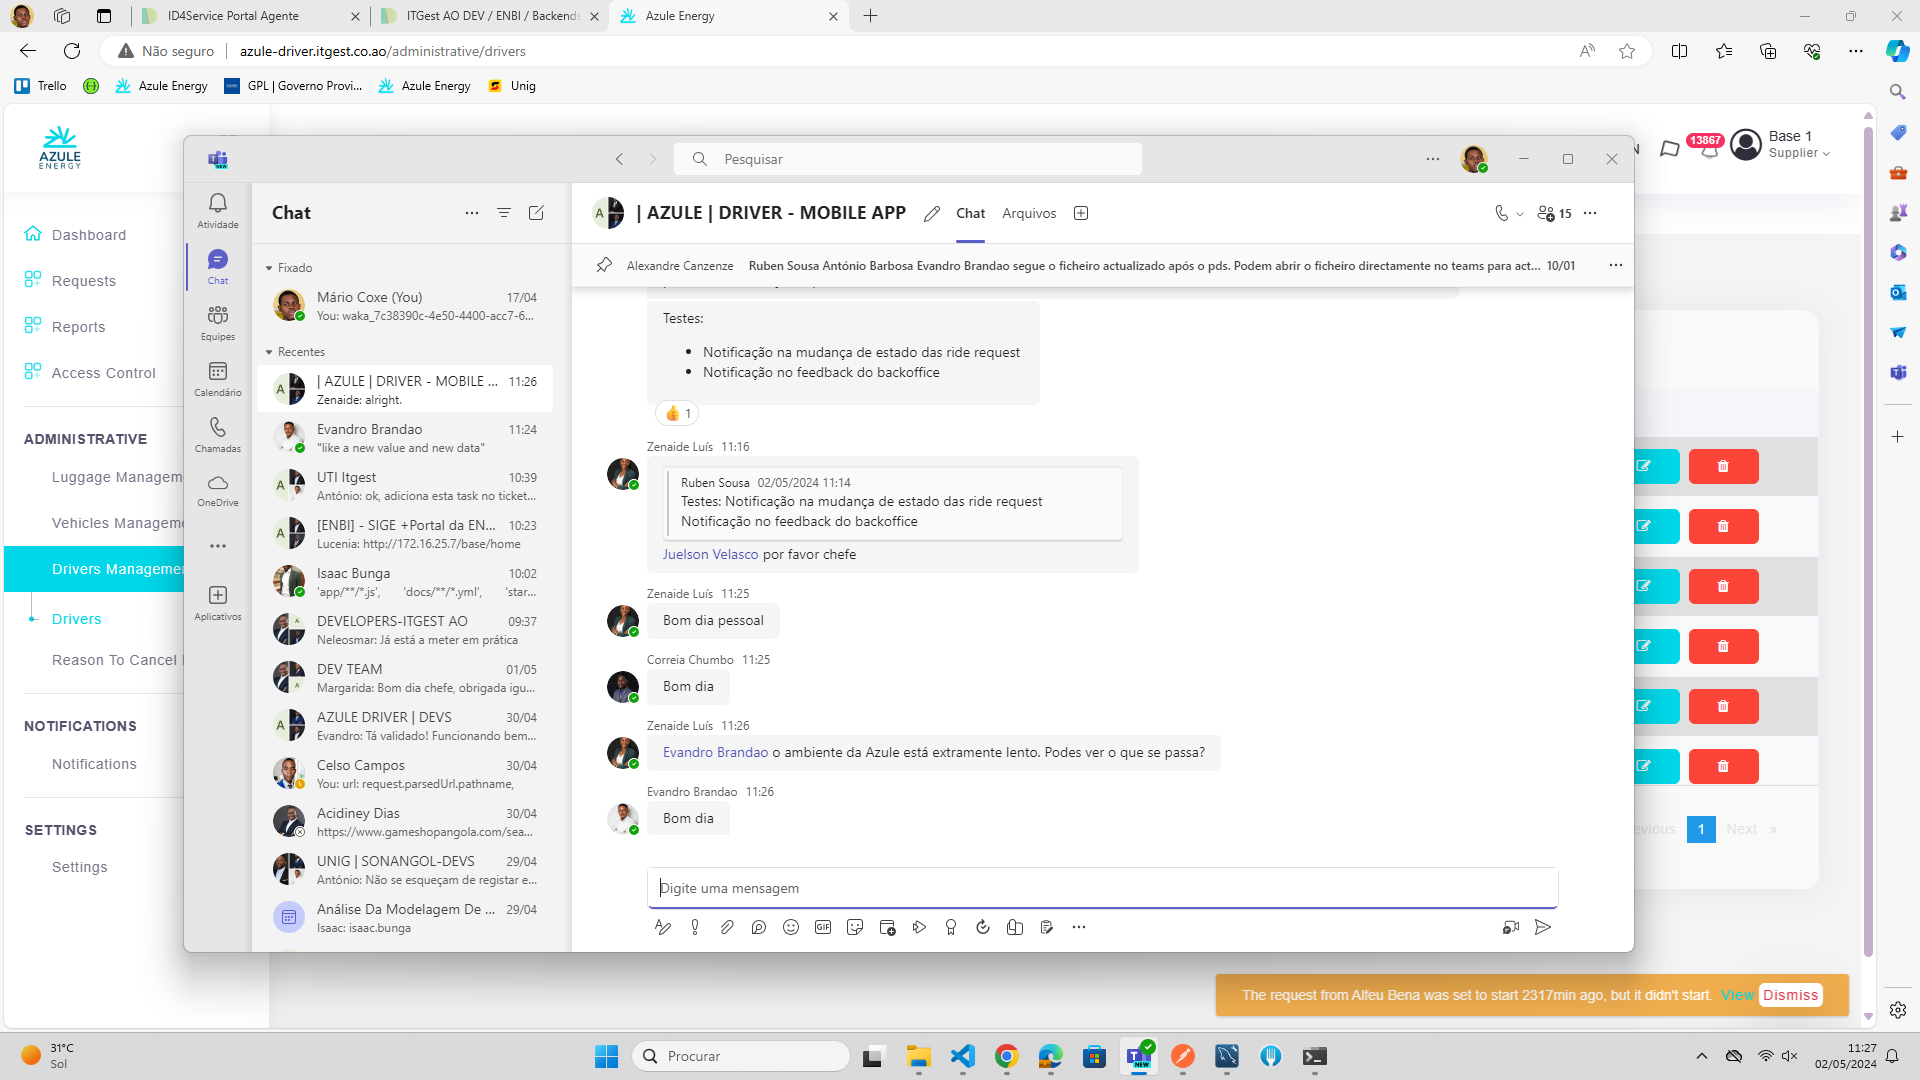 ID4Service Portal Agente
ITGest AO DEV / ENBI / Backends
Azule Energy
Não seguro
azule-driver.itgest.co.ao/administrative/drivers
Trello
Azule Energy
GPL | Governo Provi...
Azule Energy
Unig
AZULE
ENERGY
Dashboard
Requests
Reports
Access Control
ADMINISTRATIVE
Luggage Managem
Vehicles Manageme
Drivers Managemen
Drivers
Reason To Cancel
NOTIFICATIONS
Notifications
SETTINGS
Settings
13867
Base 1
Supplier
Pesquisar
Atividade
Chat
Equipes
Calendário
Chamadas
OneDrive
Aplicativos
Chat
Fixado
Mário Coxe (You) 17/04
You: waka_7c38390c-4e50-4400-acc7-6...
Recentes
| AZULE | DRIVER - MOBILE ... 11:26
Zenaide: alright.
Evandro Brandao 11:24
"like a new value and new data"
UTI Itgest 10:39
António: ok, adiciona esta task no ticket...
[ENBI] - SIGE +Portal da EN... 10:23
Lucenia: http://172.16.25.7/base/home
Isaac Bunga 10:02
'app/**/*.js', 'docs/**/*.yml', 'star...
DEVELOPERS-ITGEST AO 09:37
Neleosmar: Já está a meter em prática
DEV TEAM 01/05
Margarida: Bom dia chefe, obrigada igu...
AZULE DRIVER | DEVS 30/04
Evandro: Tá validado! Funcionando bem...
Celso Campos 30/04
You: url: request.parsedUrl.pathname,
Acidiney Dias 30/04
https://www.gameshopangola.com/sea...
UNIG | SONANGOL-DEVS 29/04
António: Não se esqueçam de registar e...
Análise Da Modelagem De ... 29/04
Isaac: isaac.bunga
| AZULE | DRIVER - MOBILE APP
Chat
Arquivos
15
Alexandre Canzenze Ruben Sousa António Barbosa Evandro Brandao segue o ficheiro actualizado após o pds. Podem abrir o ficheiro directamente no teams para act... 10/01
Testes:
• Notificação na mudança de estado das ride request
• Notificação no feedback do backoffice
1
Zenaide Luís 11:16
Ruben Sousa 02/05/2024 11:14
Testes: Notificação na mudança de estado das ride request
Notificação no feedback do backoffice
Juelson Velasco por favor chefe
Zenaide Luís 11:25
Bom dia pessoal
Correia Chumbo 11:25
Bom dia
Zenaide Luís 11:26
Evandro Brandao o ambiente da Azule está extramente lento. Podes ver o que se passa?
Evandro Brandao 11:26
Bom dia
Digite uma mensagem
GIF
evious 1 Next »
The request from Alfeu Bena was set to start 2317min ago, but it didn't start. View Dismiss
31°C
Sol
Procurar
NEW
11:27
02/05/2024